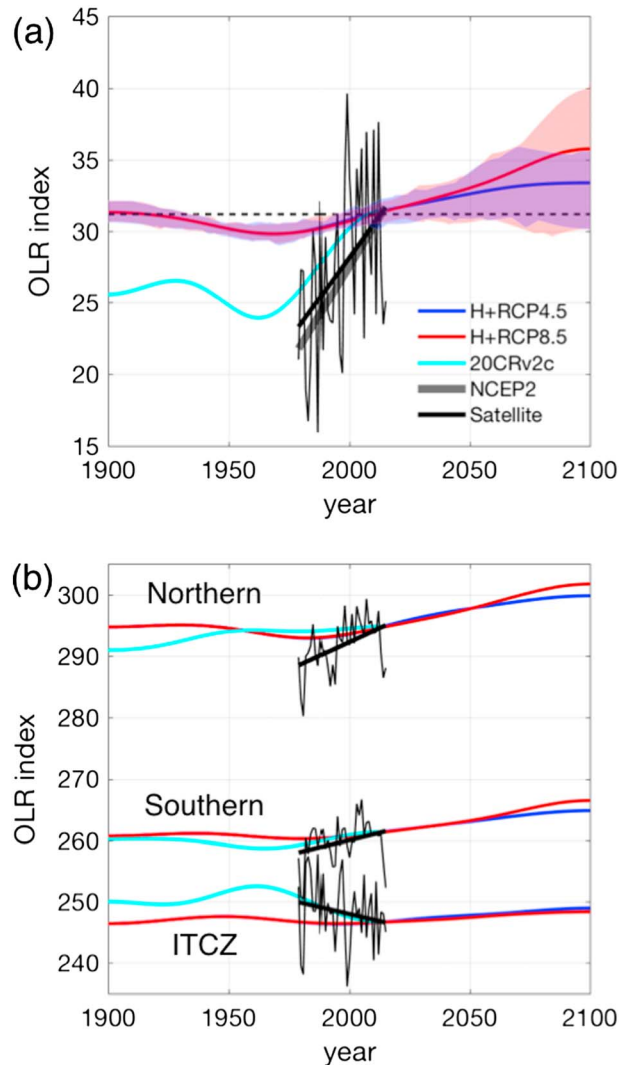 (a)
45
40
35
30
25
20
15
OLR index
1900 1950 2000 2050 2100
year
H+RCP4.5
H+RCP8.5
20CRv2c
NCEP2
Satellite
(b)
300
290
280
270
260
250
240
OLR index
Northern
Southern
ITCZ
1900 1950 2000 2050 2100
year